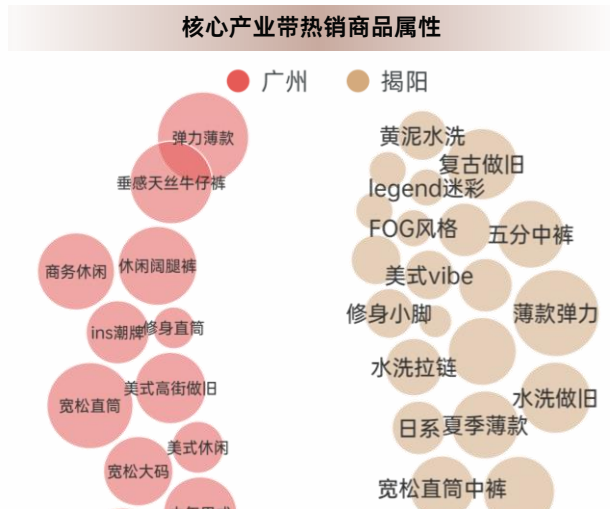 核心产业带热销商品属性
广州
揭阳
弹力薄款
垂感天丝牛仔裤
商务休闲
休闲阔腿裤
ins潮牌
修身直筒
美式高街做旧
宽松直筒
美式休闲
宽松大码
黄泥水洗
复古做旧
legend迷彩
FOG风格
五分中裤
美式vibe
修身小脚
薄款弹力
水洗拉链
水洗做旧
日系
夏季薄款
宽松直筒中裤